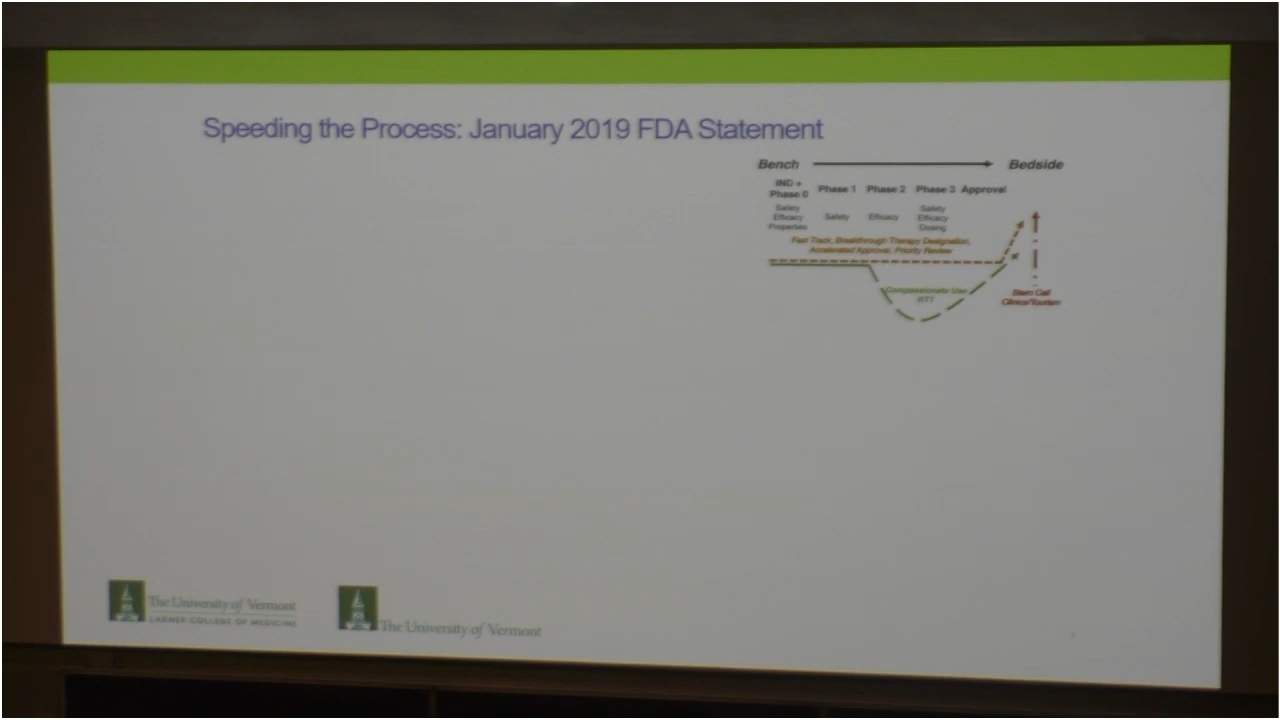 Speeding the Process: January 2019 FDA Statement
Bench
Bedside
IND +
Phase 0
Phase 1
Phase 2
Phase 3
Approval
Safety
Efficacy
Properties
Safety
Efficacy
Safety
Efficacy
Dosing
Fast Track, Breakthrough Therapy Designation,
Accelerated Approval, Priority Review
Compassionate Use
Stem Cell
Clinics/Tourism
The University of Vermont
LARNER COLLEGE OF MEDICINE
The University of Vermont